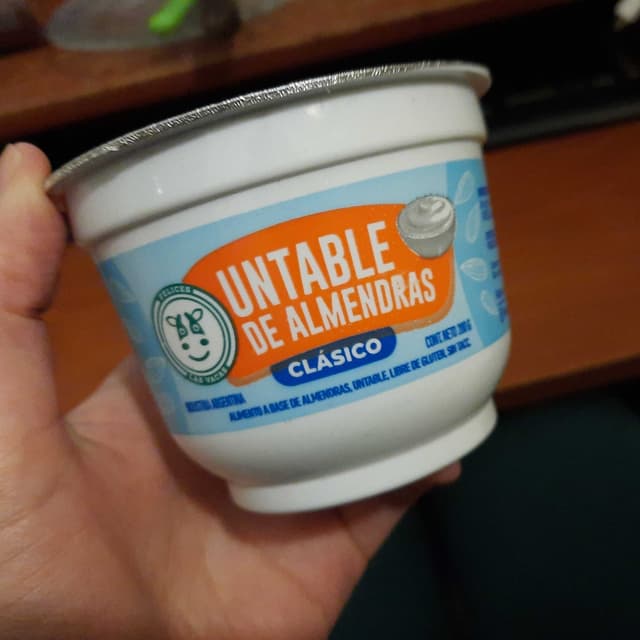 UNTABLE
DE ALMENDRAS
CLÁSICO
FELICES
LAS VACAS
CONT. NETO 200 G
INDUSTRIA ARGENTINA
ALIMENTO A BASE DE ALMENDRAS, UNTABLE, LIBRE DE GLUTEN, SIN TACC.